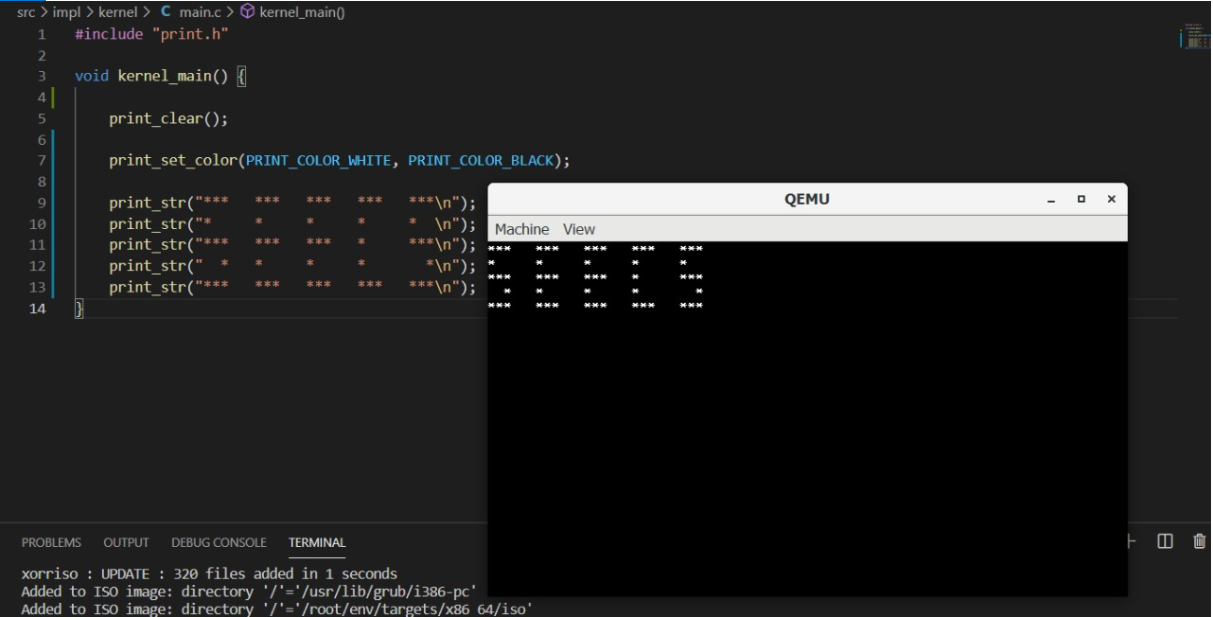 src > impl > kernel > C main.c > kernel_main()
1 #include "print.h"
2
3 void kernel_main() {
4
5     print_clear();
6
7     print_set_color(PRINT_COLOR_WHITE, PRINT_COLOR_BLACK);
8
9     print_str("***   ***   ***   ***   ***\n");
10     print_str("*     *     *     *     *  \n");
11     print_str("***   ***   ***   *     ***\n");
12     print_str("  *   *     *     *       *\n");
13     print_str("***   ***   ***   ***   ***\n");
14 }
QEMU
Machine View
***   ***   ***   ***   ***
*     *     *     *     *
***   ***   ***   *     ***
  *   *     *     *       *
***   ***   ***   ***   ***
PROBLEMS OUTPUT DEBUG CONSOLE TERMINAL
xorriso : UPDATE : 320 files added in 1 seconds
Added to ISO image: directory '/'='/usr/lib/grub/i386-pc'
Added to ISO image: directory '/'='/root/env/targets/x86_64/iso'